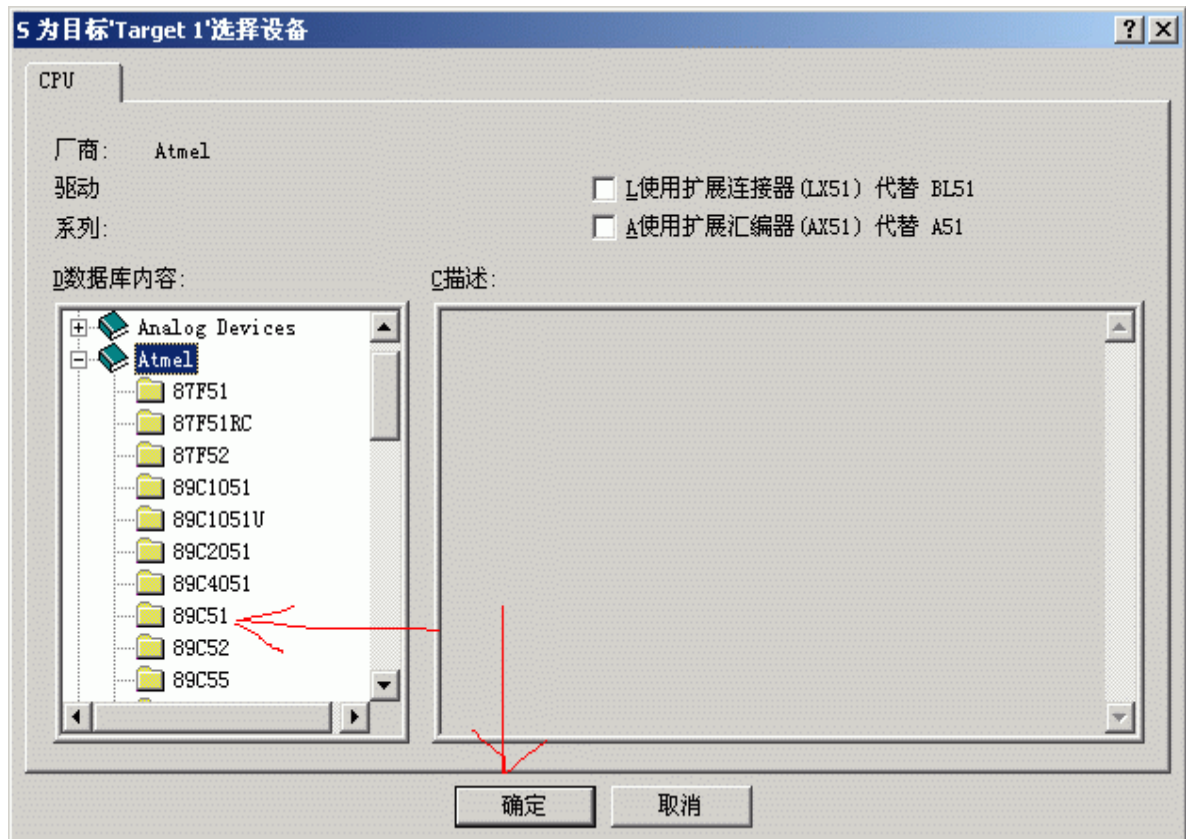 S 为目标'Target 1'选择设备
CPU
厂商: Atmel
驱动
系列:
L使用扩展连接器(LX51) 代替 BL51
A使用扩展汇编器(AX51) 代替 A51
D数据库内容:
Analog Devices
Atmel
87F51
87F51RC
87F52
89C1051
89C1051U
89C2051
89C4051
89C51
89C52
89C55
C描述:
确定
取消